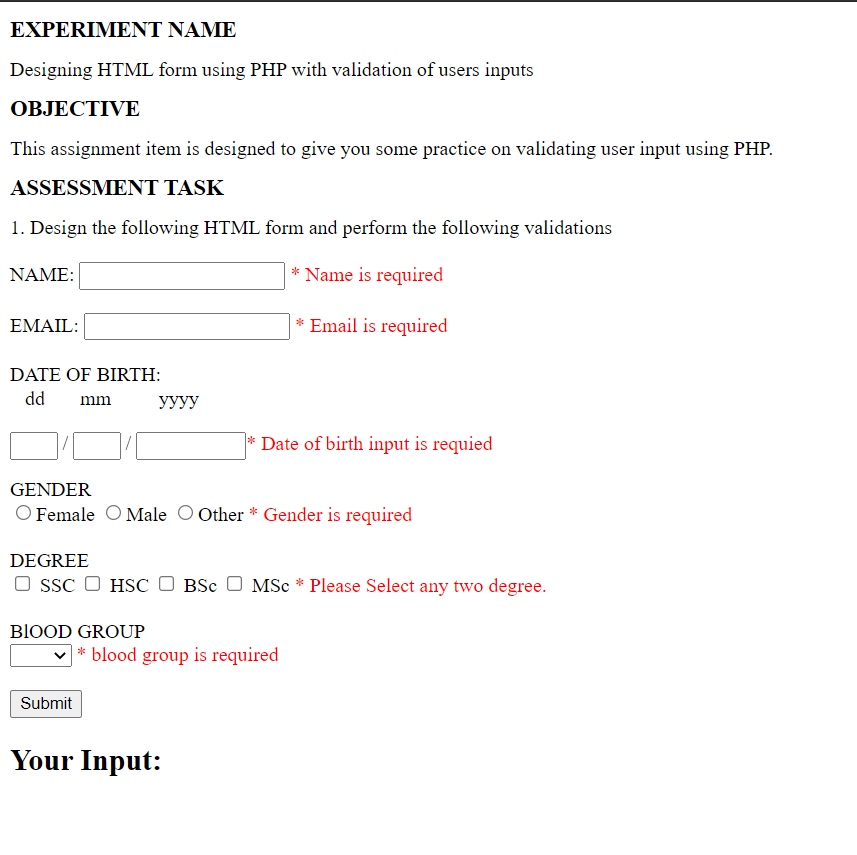 EXPERIMENT NAME
Designing HTML form using PHP with validation of users inputs
OBJECTIVE
This assignment item is designed to give you some practice on validating user input using PHP.
ASSESSMENT TASK
1. Design the following HTML form and perform the following validations
NAME: * Name is required
EMAIL: * Email is required
DATE OF BIRTH:
dd mm yyyy
/ / * Date of birth input is requied
GENDER
Female Male Other * Gender is required
DEGREE
SSC HSC BSc MSc * Please Select any two degree.
BlOOD GROUP
* blood group is required
Submit
Your Input: